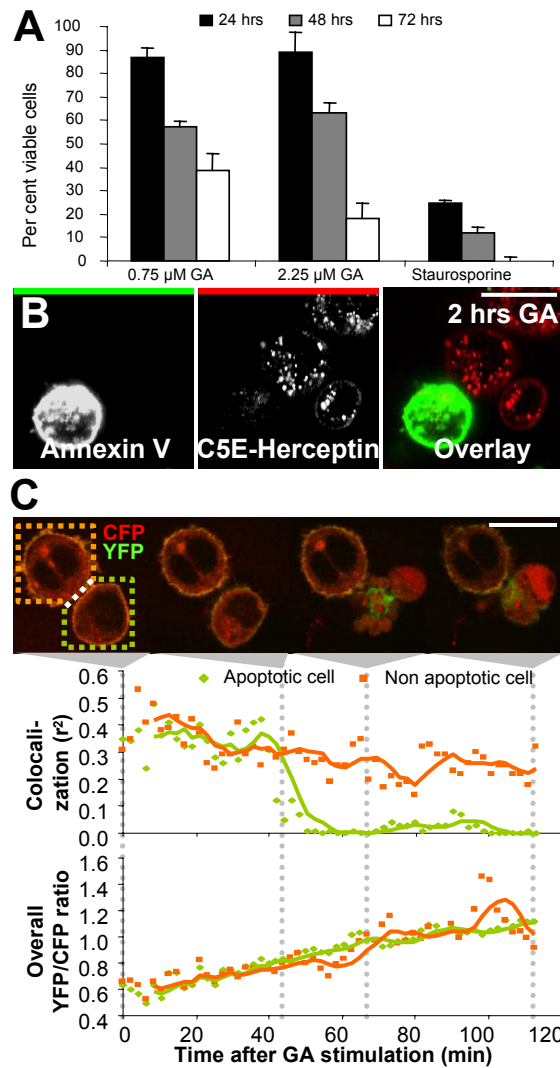 A
24 hrs 48 hrs 72 hrs
Per cent viable cells
100
90
80
70
60
50
40
30
20
10
0
0.75 µM GA 2.25 µM GA Staurosporine
B
2 hrs GA
Annexin V C5E-Herceptin Overlay
C
CFP
YFP
Apoptotic cell Non apoptotic cell
Colocali-
zation (r²)
0.6
0.5
0.4
0.3
0.2
0.1
0.0
Overall
YFP/CFP ratio
1.6
1.4
1.2
1.0
0.8
0.6
0.4
0 20 40 60 80 100 120
Time after GA stimulation (min)